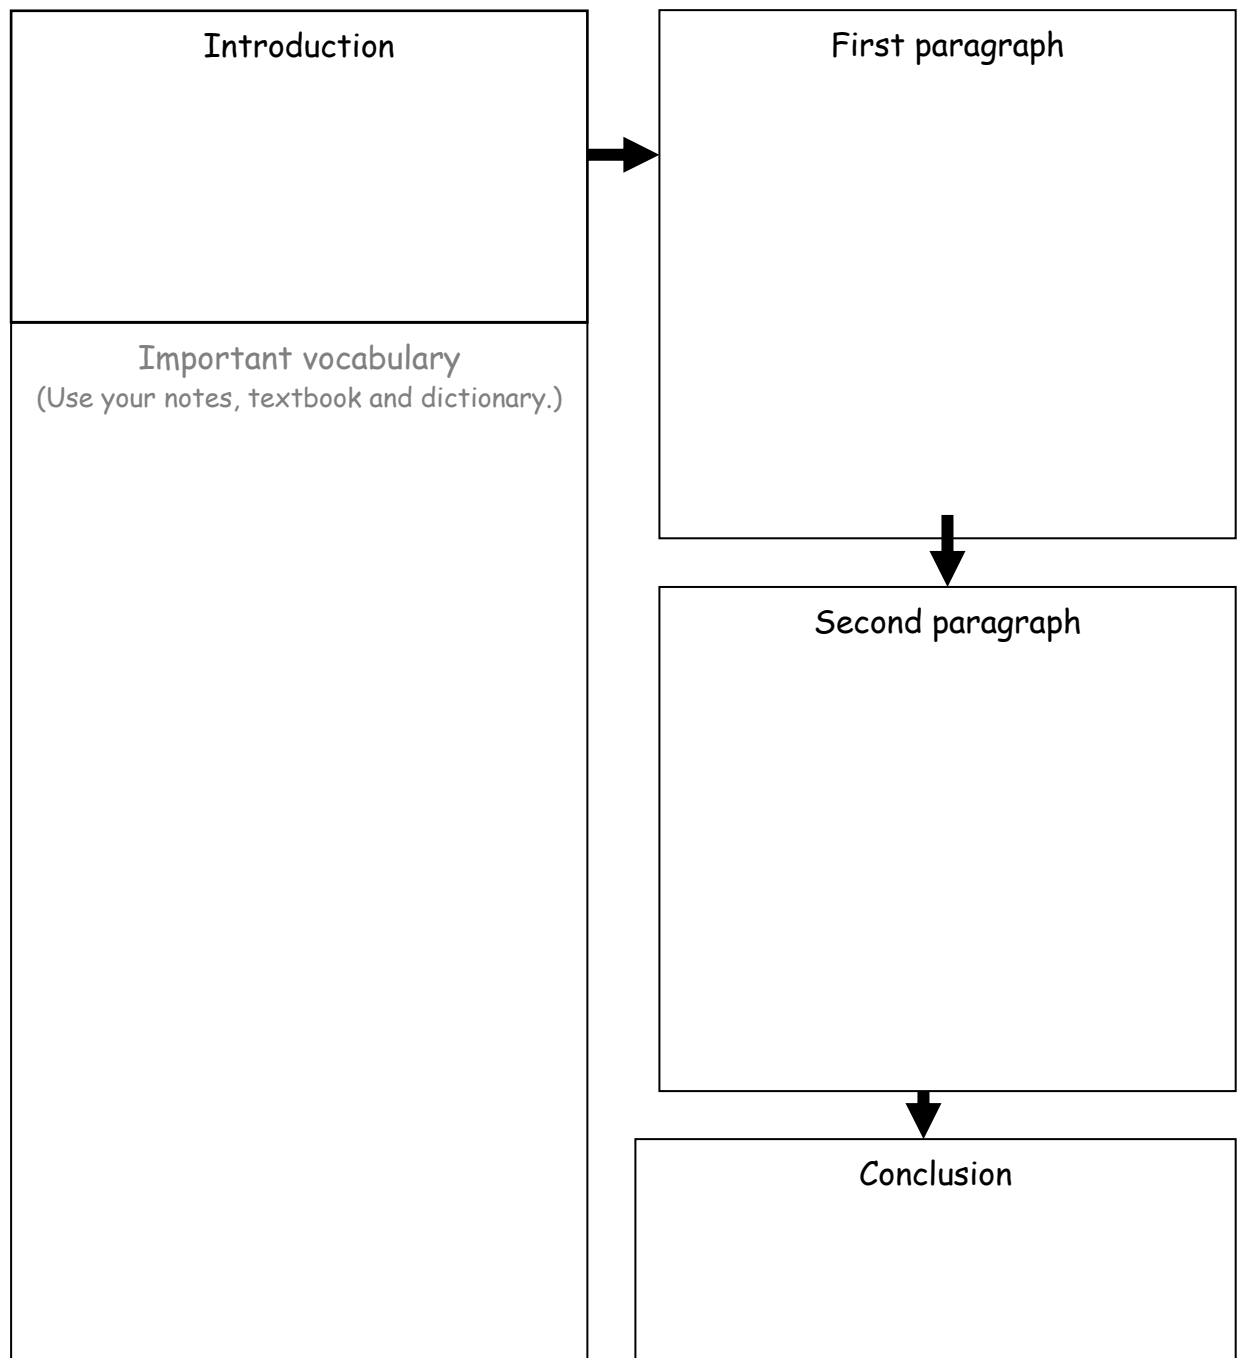 Introduction
First paragraph
Important vocabulary
(Use your notes, textbook and dictionary.)
Second paragraph
Conclusion